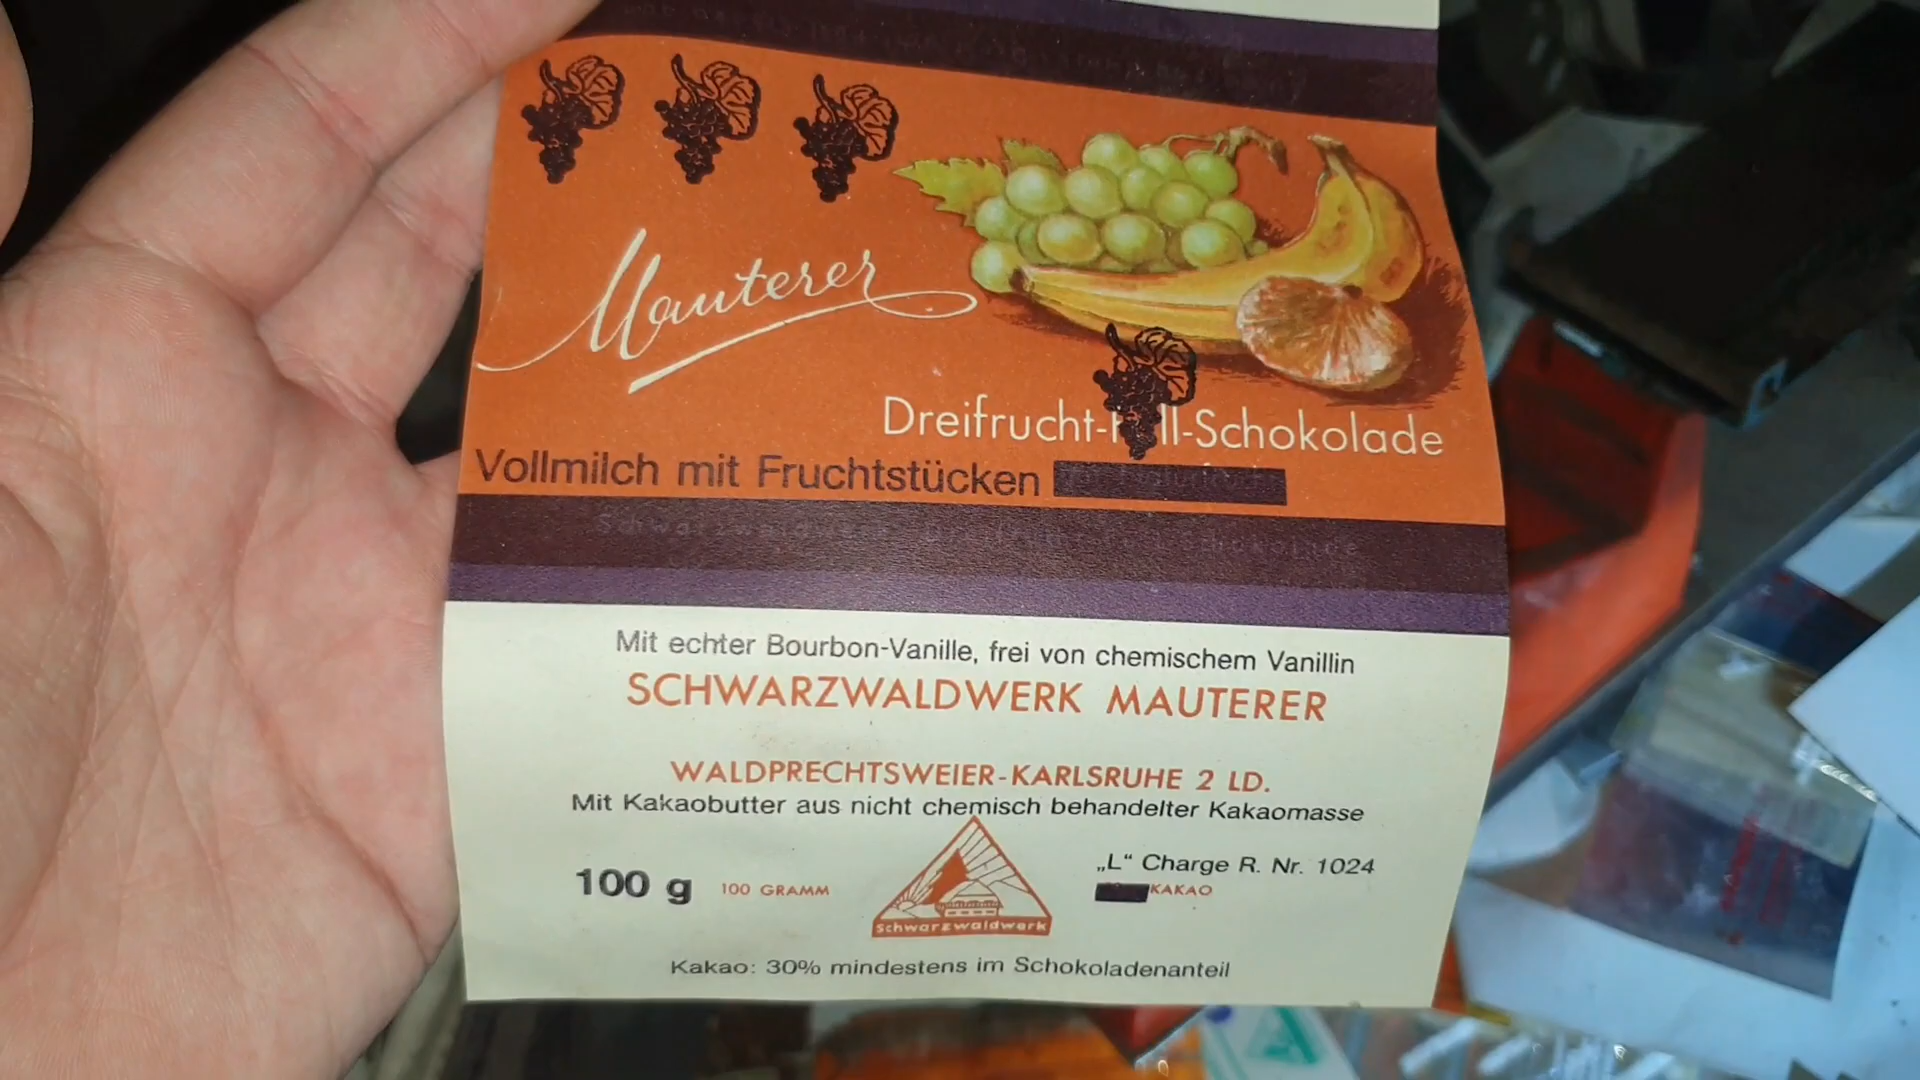 Mauterer
Dreifrucht- ll-Schokolade
Vollmilch mit Fruchtstücken
Mit echter Bourbon-Vanille, frei von chemischem Vanillin
SCHWARZWALDWERK MAUTERER
WALDPRECHTSWEIER-KARLSRUHE 2 LD.
Mit Kakaobutter aus nicht chemisch behandelter Kakaomasse
100 g 100 GRAMM
„L“ Charge R. Nr. 1024
KAKAO
Schwarzwaldwerk
Kakao: 30% mindestens im Schokoladenanteil